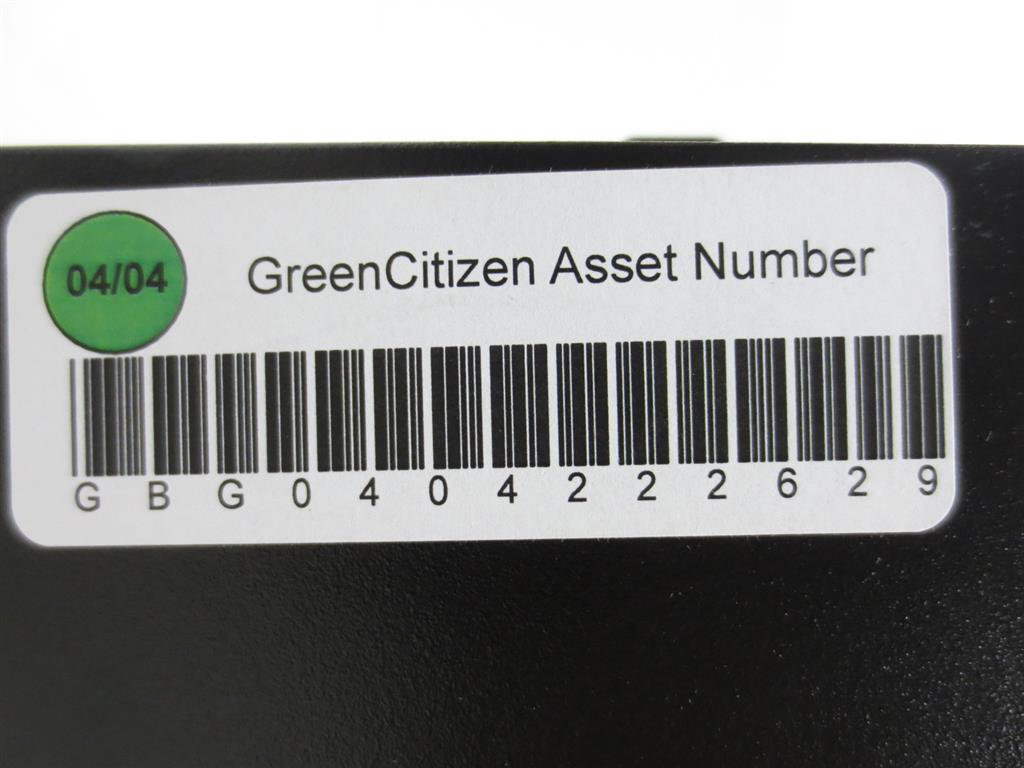 04/04
GreenCitizen Asset Number
G B G 0 4 0 4 2 2 2 6 2 9